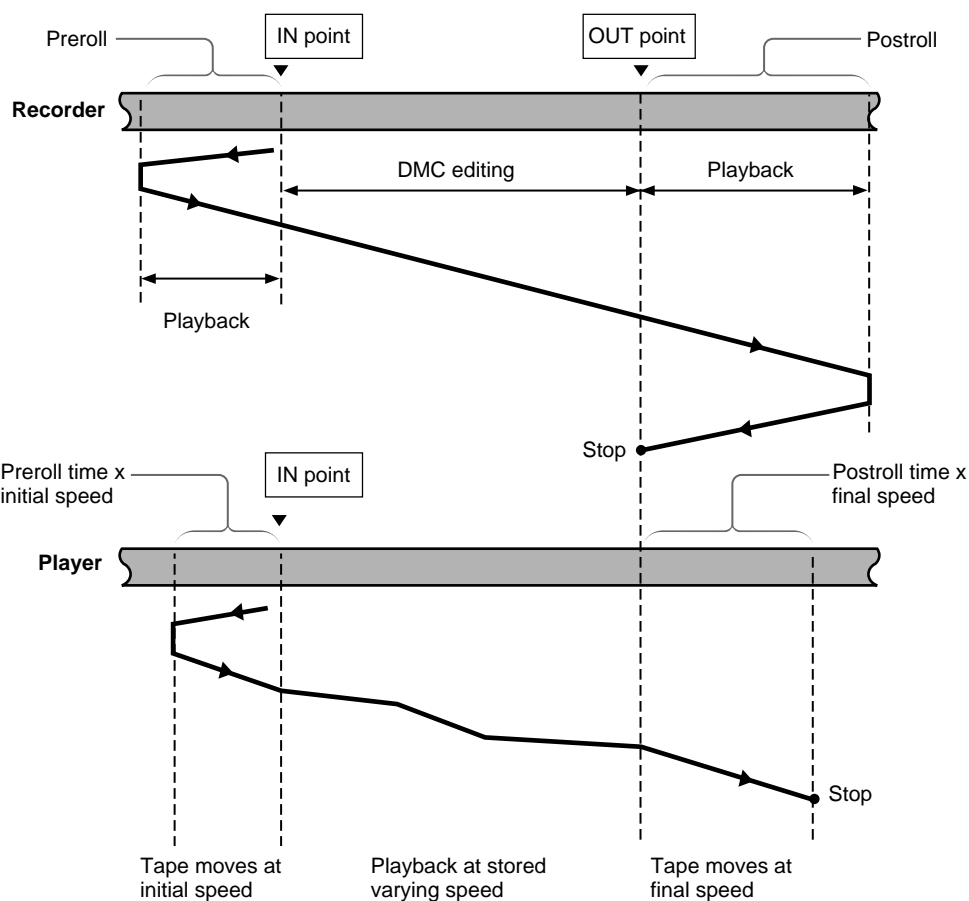 Preroll
IN point
OUT point
Postroll
Recorder
DMC editing
Playback
Playback
Stop
Preroll time x
initial speed
IN point
Postroll time x
final speed
Player
Stop
Tape moves at
initial speed
Playback at stored
varying speed
Tape moves at
final speed